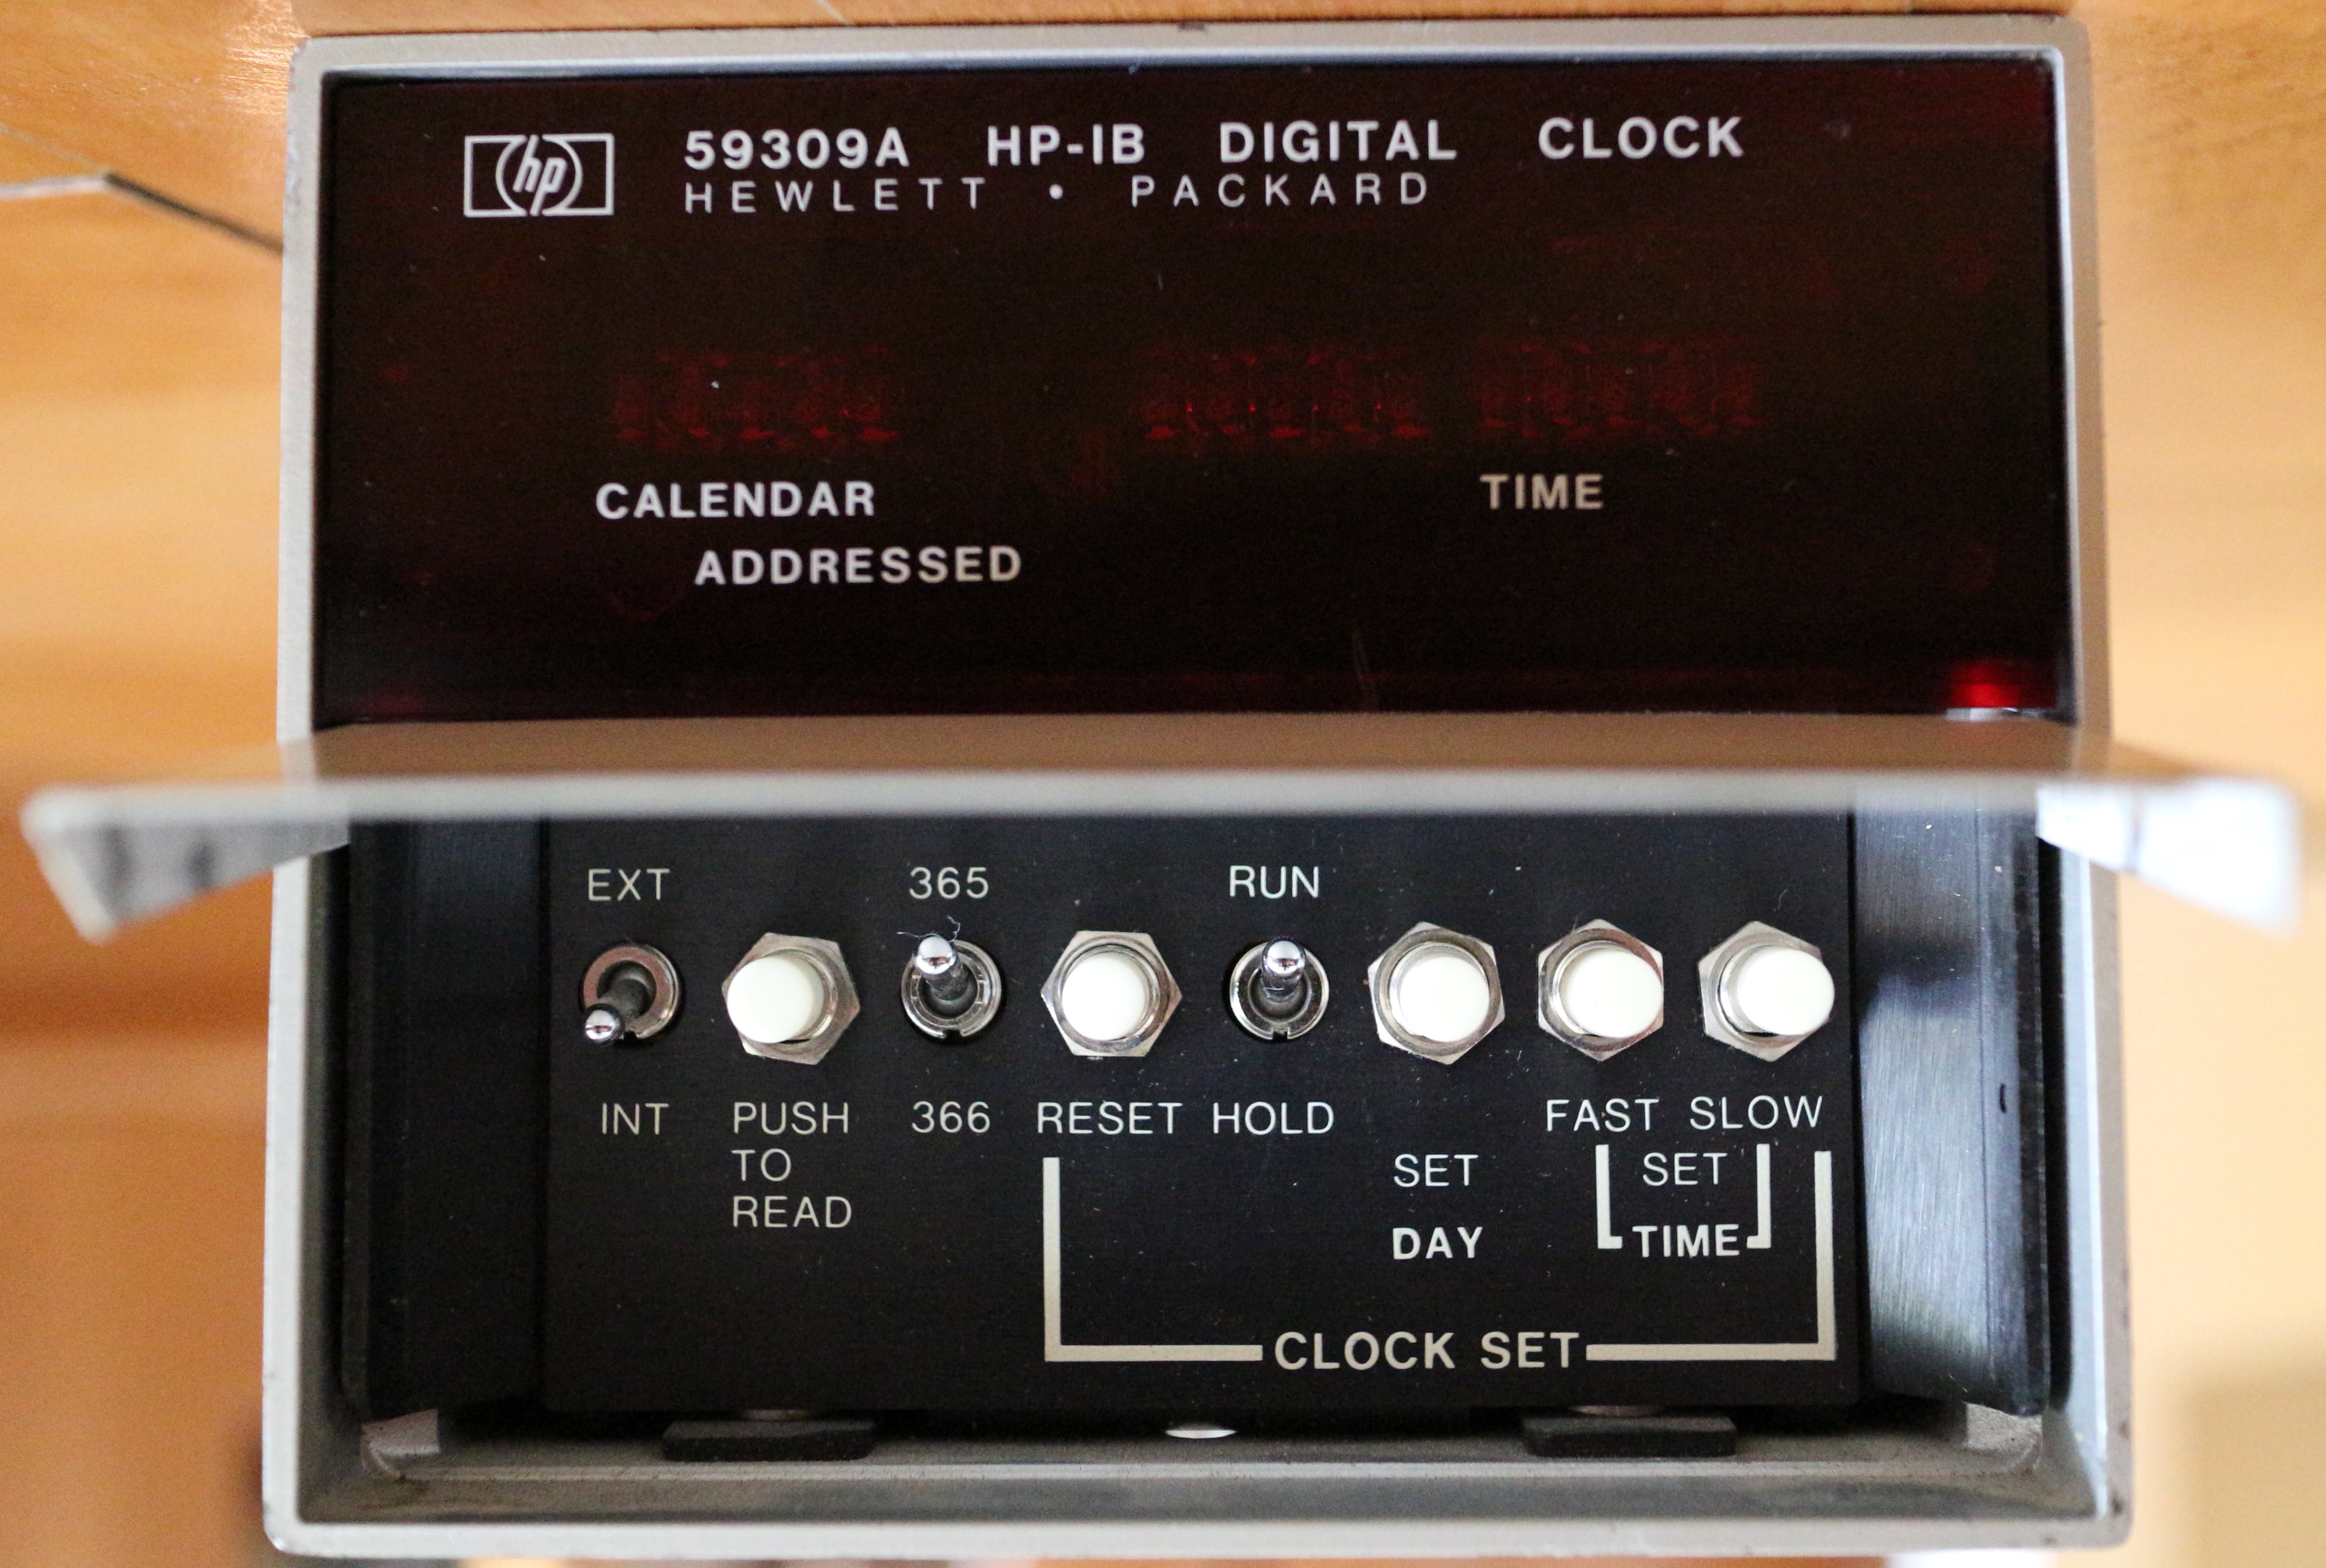 hp 59309A HP-IB DIGITAL CLOCK
HEWLETT • PACKARD
CALENDAR TIME
ADDRESSED
EXT 365 RUN
INT PUSH 366 RESET HOLD FAST SLOW
TO SET SET
READ DAY TIME
CLOCK SET